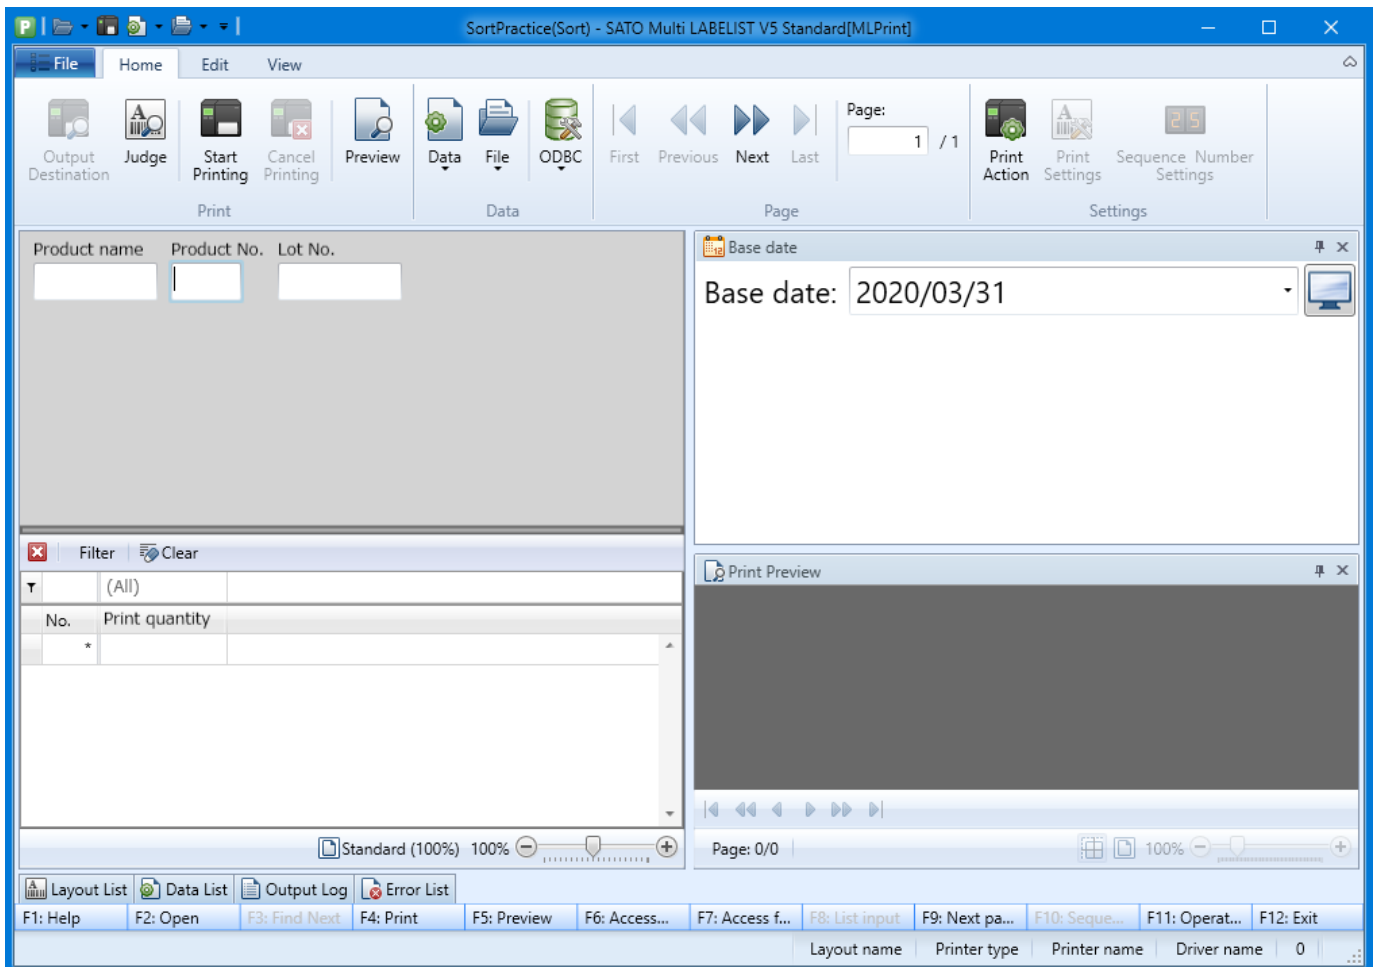 SortPractice(Sort) - SATO Multi LABELIST V5 Standard[MLPrint]
File Home Edit View
Output Destination Judge Start Printing Cancel Printing Preview Data File ODBC First Previous Next Last Page: 1 / 1 Print Action Print Settings Sequence Number Settings
Print Data Page Settings
Product name Product No. Lot No.
Base date
Base date: 2020/03/31
Filter Clear
(All)
No. Print quantity
*
Standard (100%) 100%
Print Preview
Page: 0/0 100%
Layout List Data List Output Log Error List
F1: Help F2: Open F3: Find Next F4: Print F5: Preview F6: Access... F7: Access f... F8: List input F9: Next pa... F10: Seque... F11: Operat... F12: Exit
Layout name Printer type Printer name Driver name 0